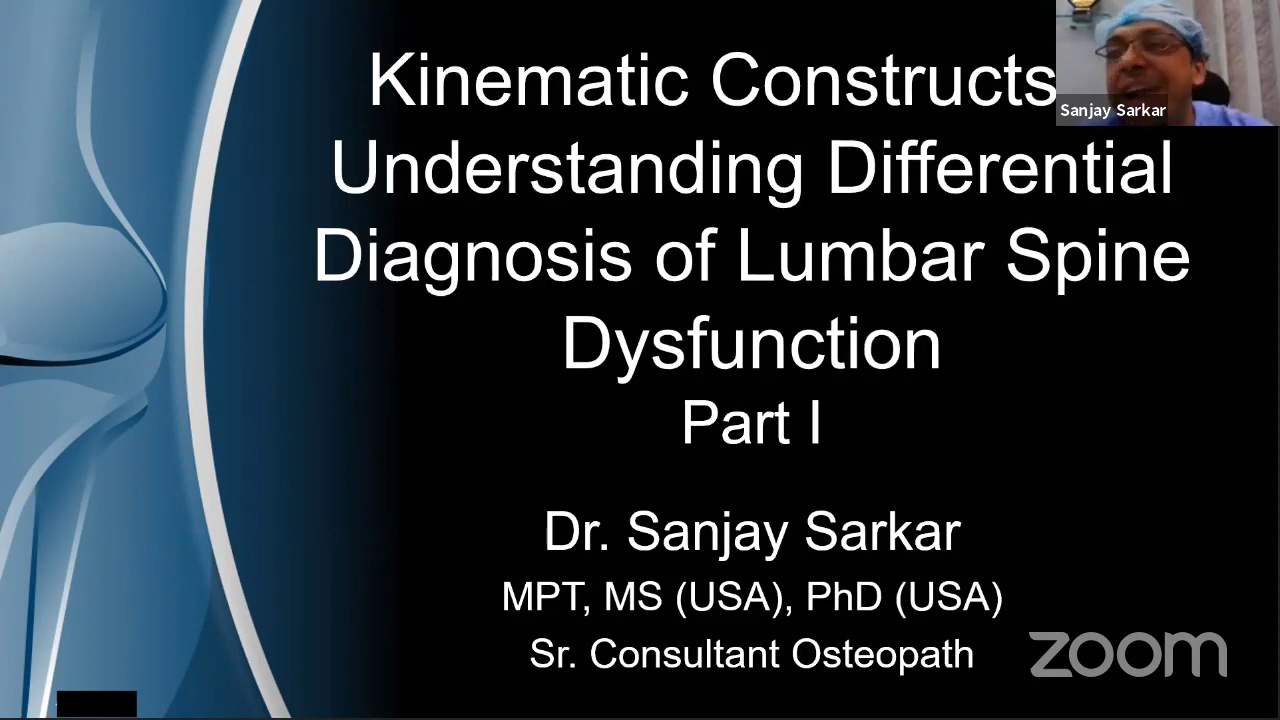 Kinematic Constructs
Sanjay Sarkar
Understanding Differential
Diagnosis of Lumbar Spine
Dysfunction
Part I
Dr. Sanjay Sarkar
MPT, MS (USA), PhD (USA)
Sr. Consultant Osteopath
zoom